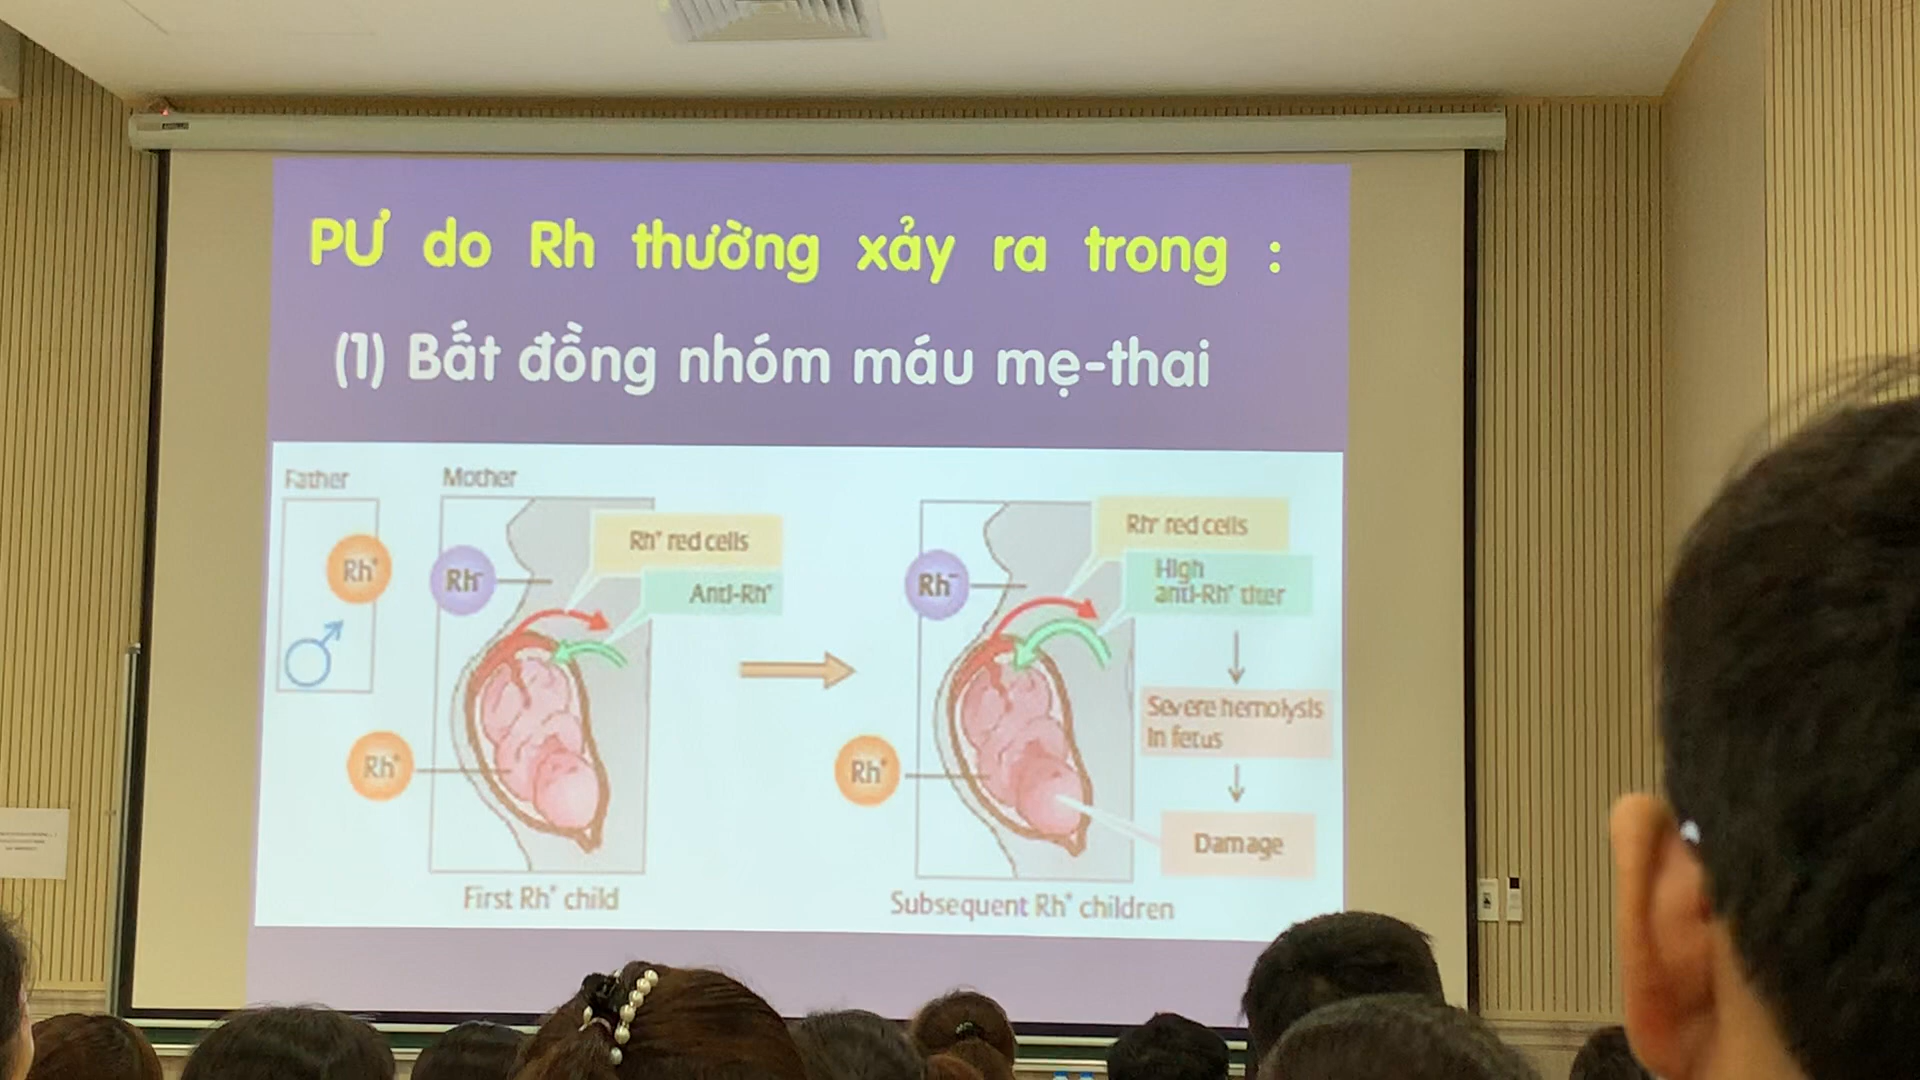 PƯ do Rh thường xảy ra trong :
(1) Bất đồng nhóm máu mẹ-thai
Father
Mother
Rh⁺
Rh⁻
Rh⁺ red cells
Anti-Rh⁺
Rh⁺
First Rh⁺ child
Rh⁻
Rh⁺ red cells
High
anti-Rh⁺ titer
Severe hemolysis
in fetus
Rh⁺
Damage
Subsequent Rh⁺ children